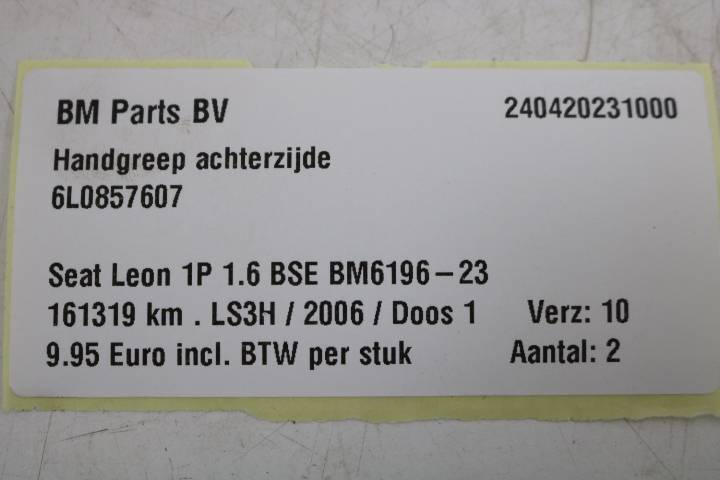 BM Parts BV 240420231000
Handgreep achterzijde
6L0857607
Seat Leon 1P 1.6 BSE BM6196-23
161319 km . LS3H / 2006 / Doos 1 Verz: 10
9.95 Euro incl. BTW per stuk Aantal: 2